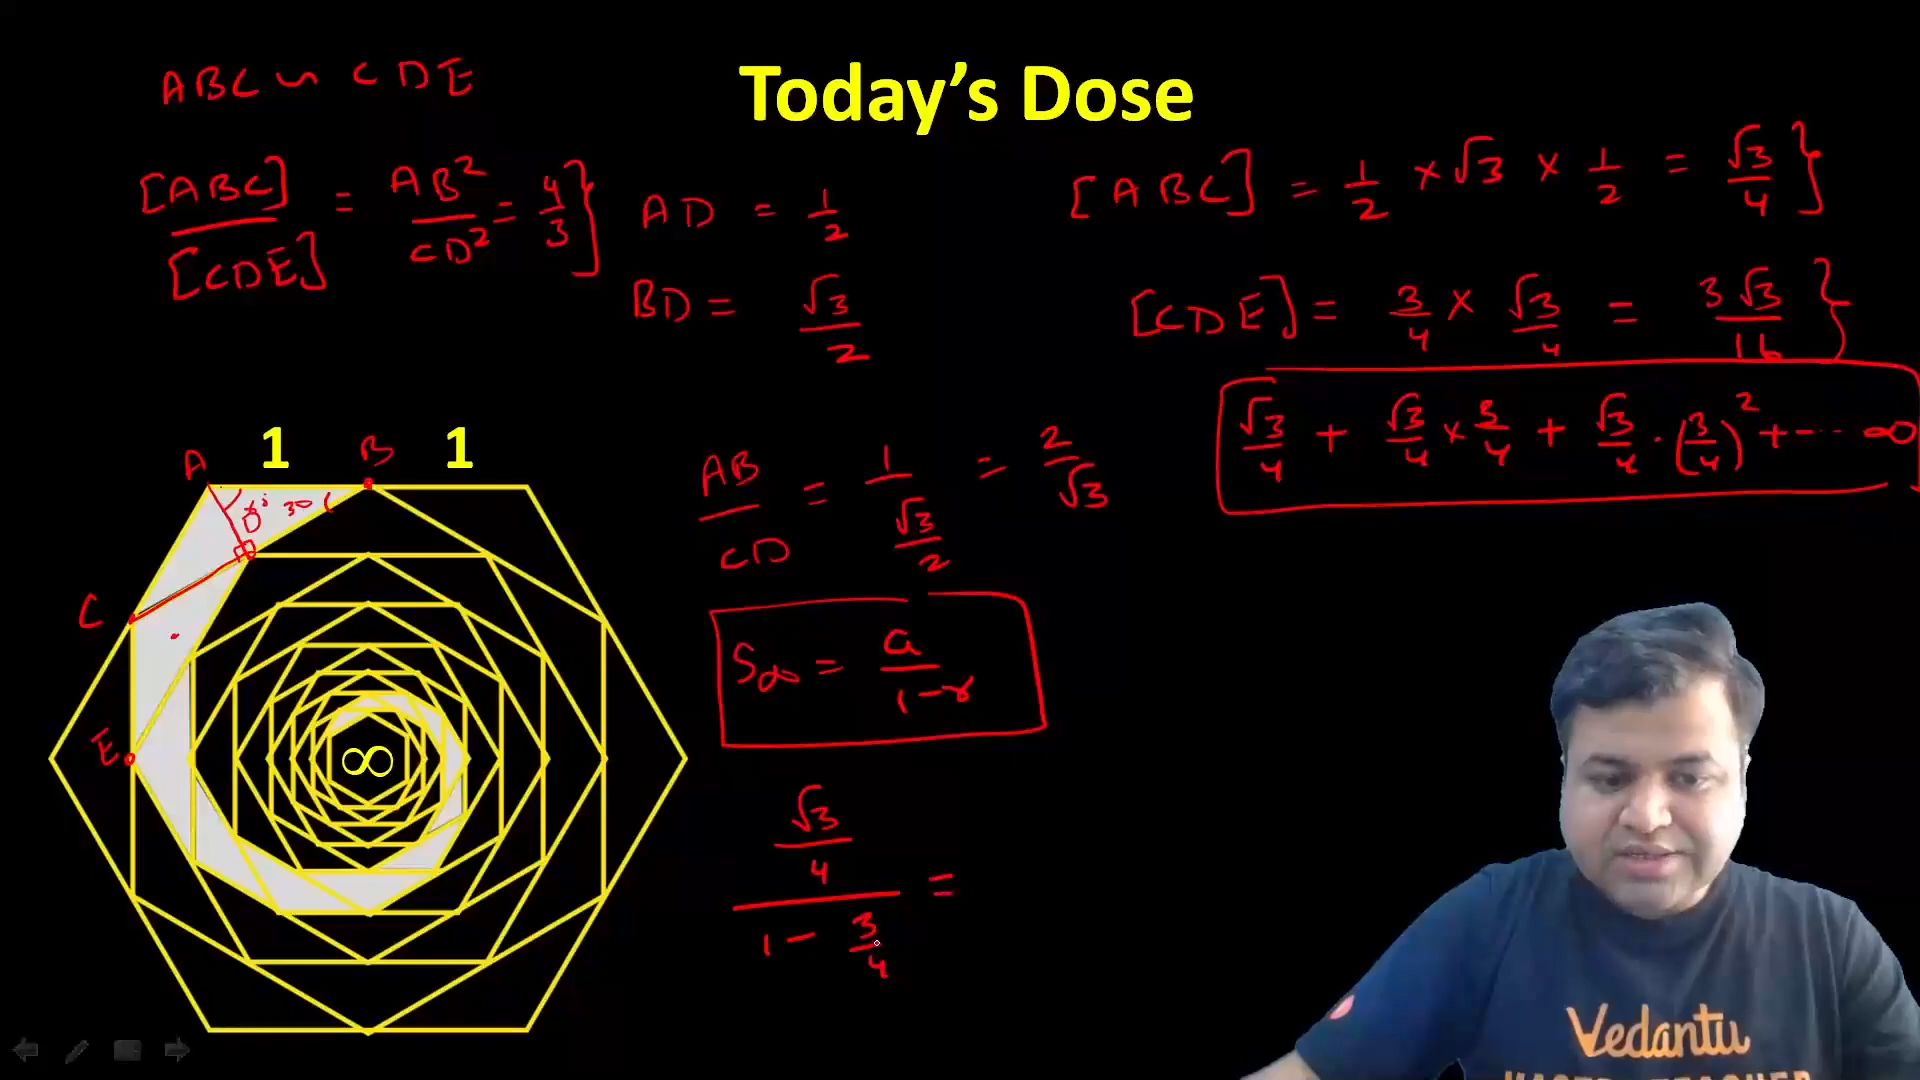 Today's Dose
ABC ~ CDE
[ABC] / [CDE] = AB² / CD² = 4/3 }
AD = 1/2
BD = √3/2
[ABC] = 1/2 × √3 × 1/2 = √3/4 }
[CDE] = 3/4 × √3/4 = 3√3/16 }
√3/4 + √3/4 × 3/4 + √3/4 · (3/4)² + --- ∞
AB/CD = 1/(√3/2) = 2/√3
S∞ = a/(1-r)
(√3/4)/(1 - 3/4) =
A 1 B 1
D 30
C
E
∞
Vedantu
MASTER TEACHER